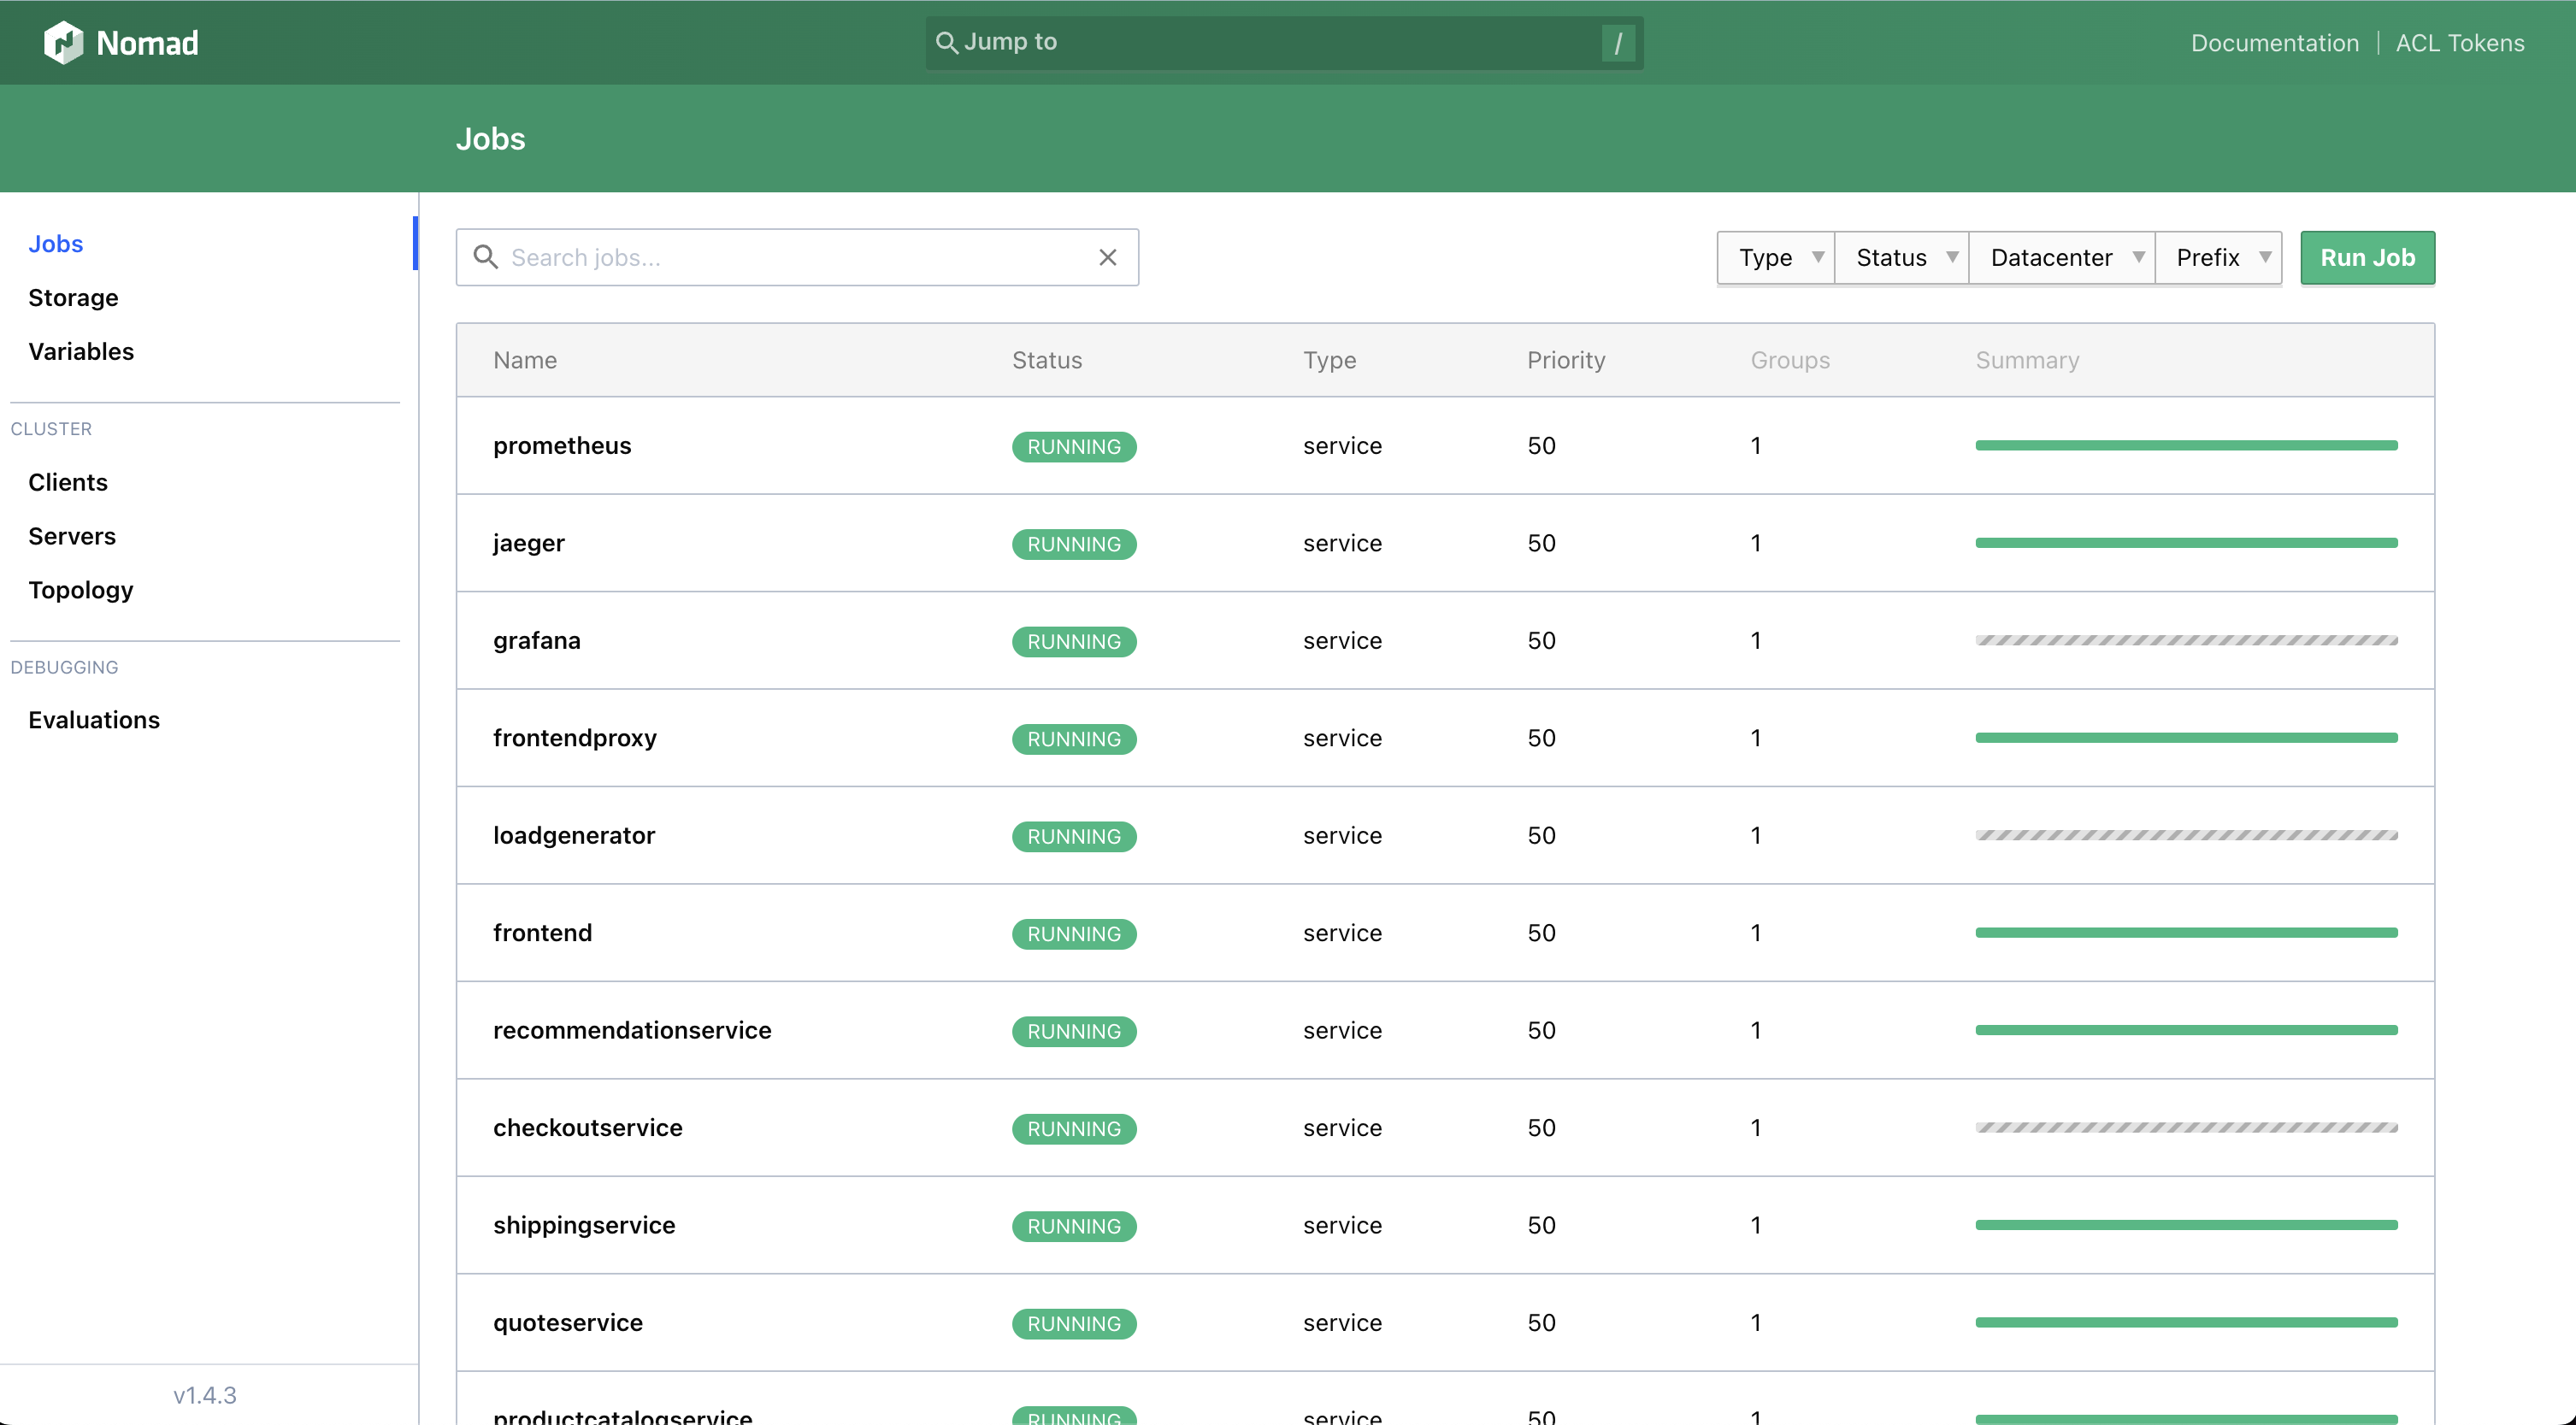 Nomad
Jump to /
Documentation | ACL Tokens
Jobs
Jobs
Storage
Variables
CLUSTER
Clients
Servers
Topology
DEBUGGING
Evaluations
v1.4.3
Search jobs...
Type Status Datacenter Prefix Run Job
Name Status Type Priority Groups Summary
prometheus RUNNING service 50 1
jaeger RUNNING service 50 1
grafana RUNNING service 50 1
frontendproxy RUNNING service 50 1
loadgenerator RUNNING service 50 1
frontend RUNNING service 50 1
recommendationservice RUNNING service 50 1
checkoutservice RUNNING service 50 1
shippingservice RUNNING service 50 1
quoteservice RUNNING service 50 1
productcatalogservice RUNNING service 50 1